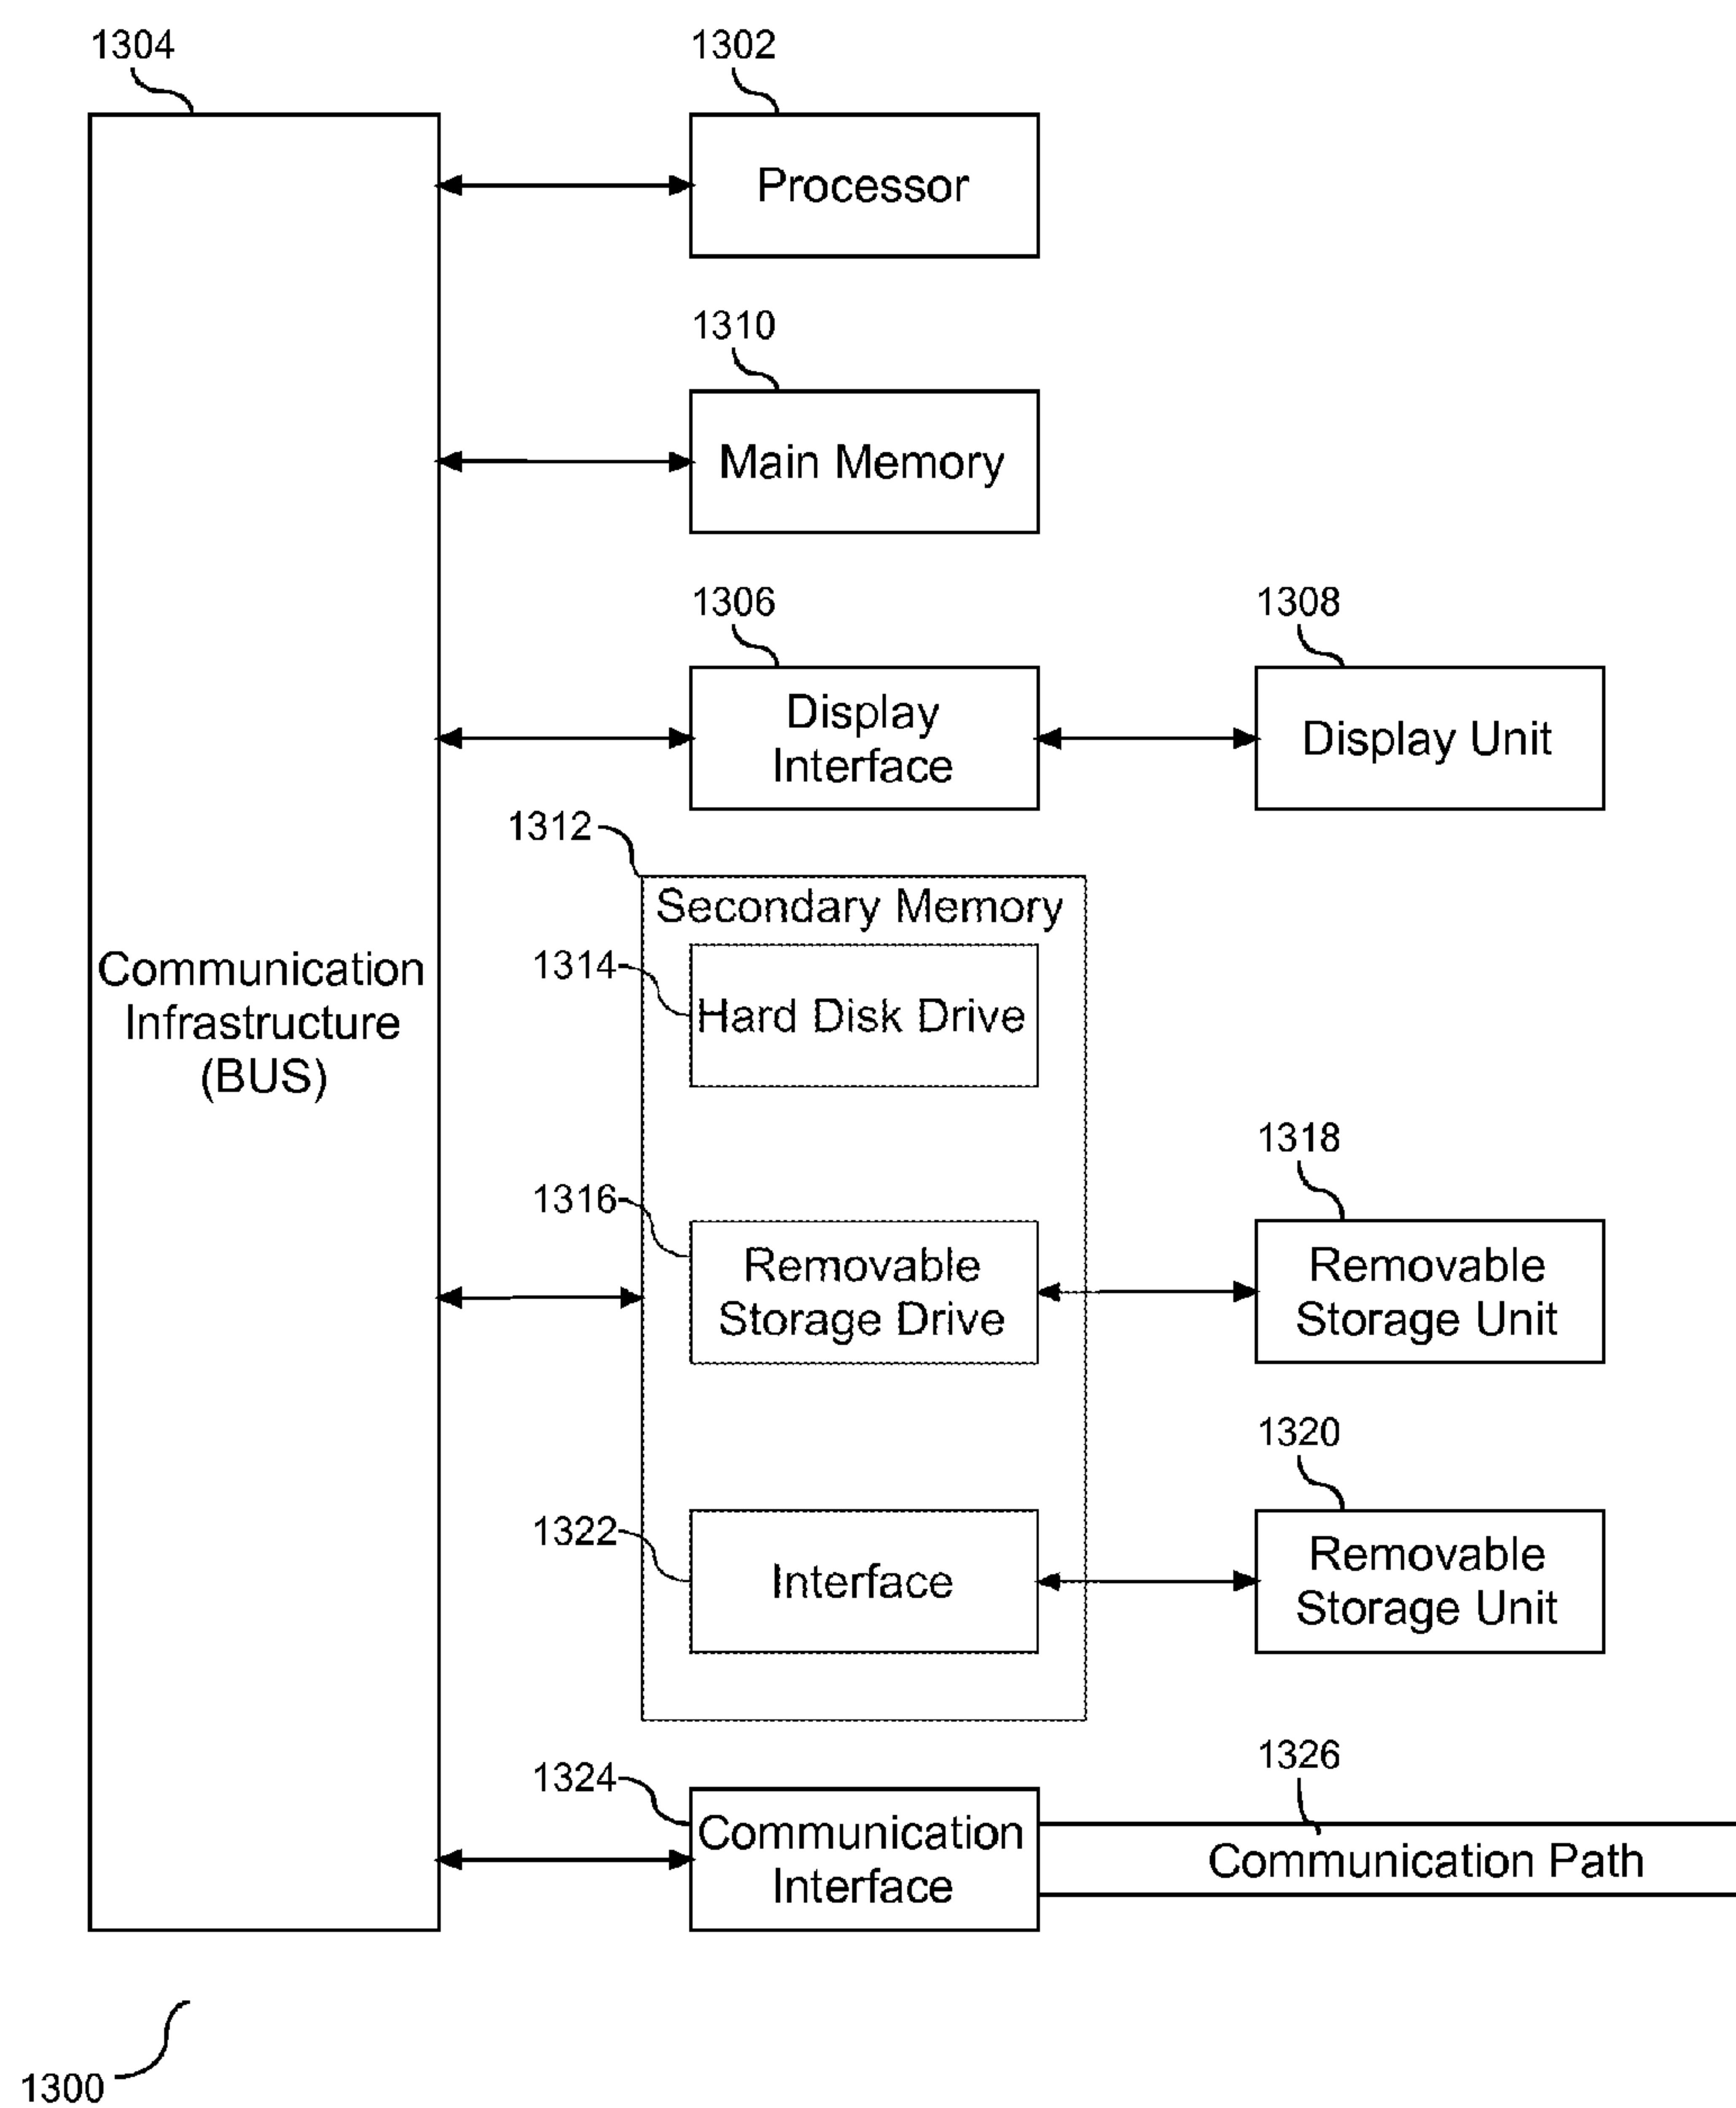 1304
1302
Processor
1310
Main Memory
1306
1308
Display
Interface
Display Unit
1312
Secondary Memory
1314
Hard Disk Drive
Communication
Infrastructure
(BUS)
1318
1316
Removable
Storage Drive
Removable
Storage Unit
1320
1322
Interface
Removable
Storage Unit
1326
1324
Communication
Interface
Communication Path
1300